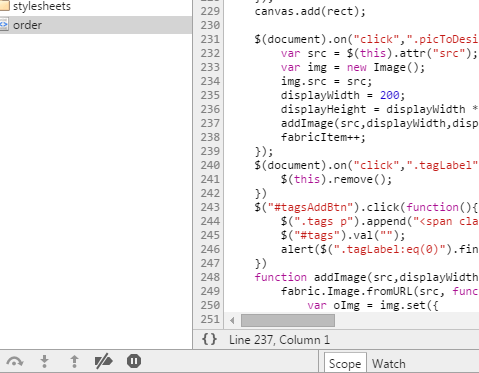 stylesheets
order
229 canvas.add(rect);
230
231 $(document).on("click",".picToDesi
232 var src = $(this).attr("src");
233 var img = new Image();
234 img.src = src;
235 displayWidth = 200;
236 displayHeight = displayWidth *
237 addImage(src,displayWidth,disp
238 fabricItem++;
239 });
240 $(document).on("click",".tagLabel"
241 $(this).remove();
242 })
243 $("#tagsAddBtn").click(function(){
244 $(".tags p").append("<span cla
245 $("#tags").val("");
246 alert($(".tagLabel:eq(0)").fin
247 })
248 function addImage(src,displayWidth
249 fabric.Image.fromURL(src, func
250 var oImg = img.set({
251
{} Line 237, Column 1
Scope Watch